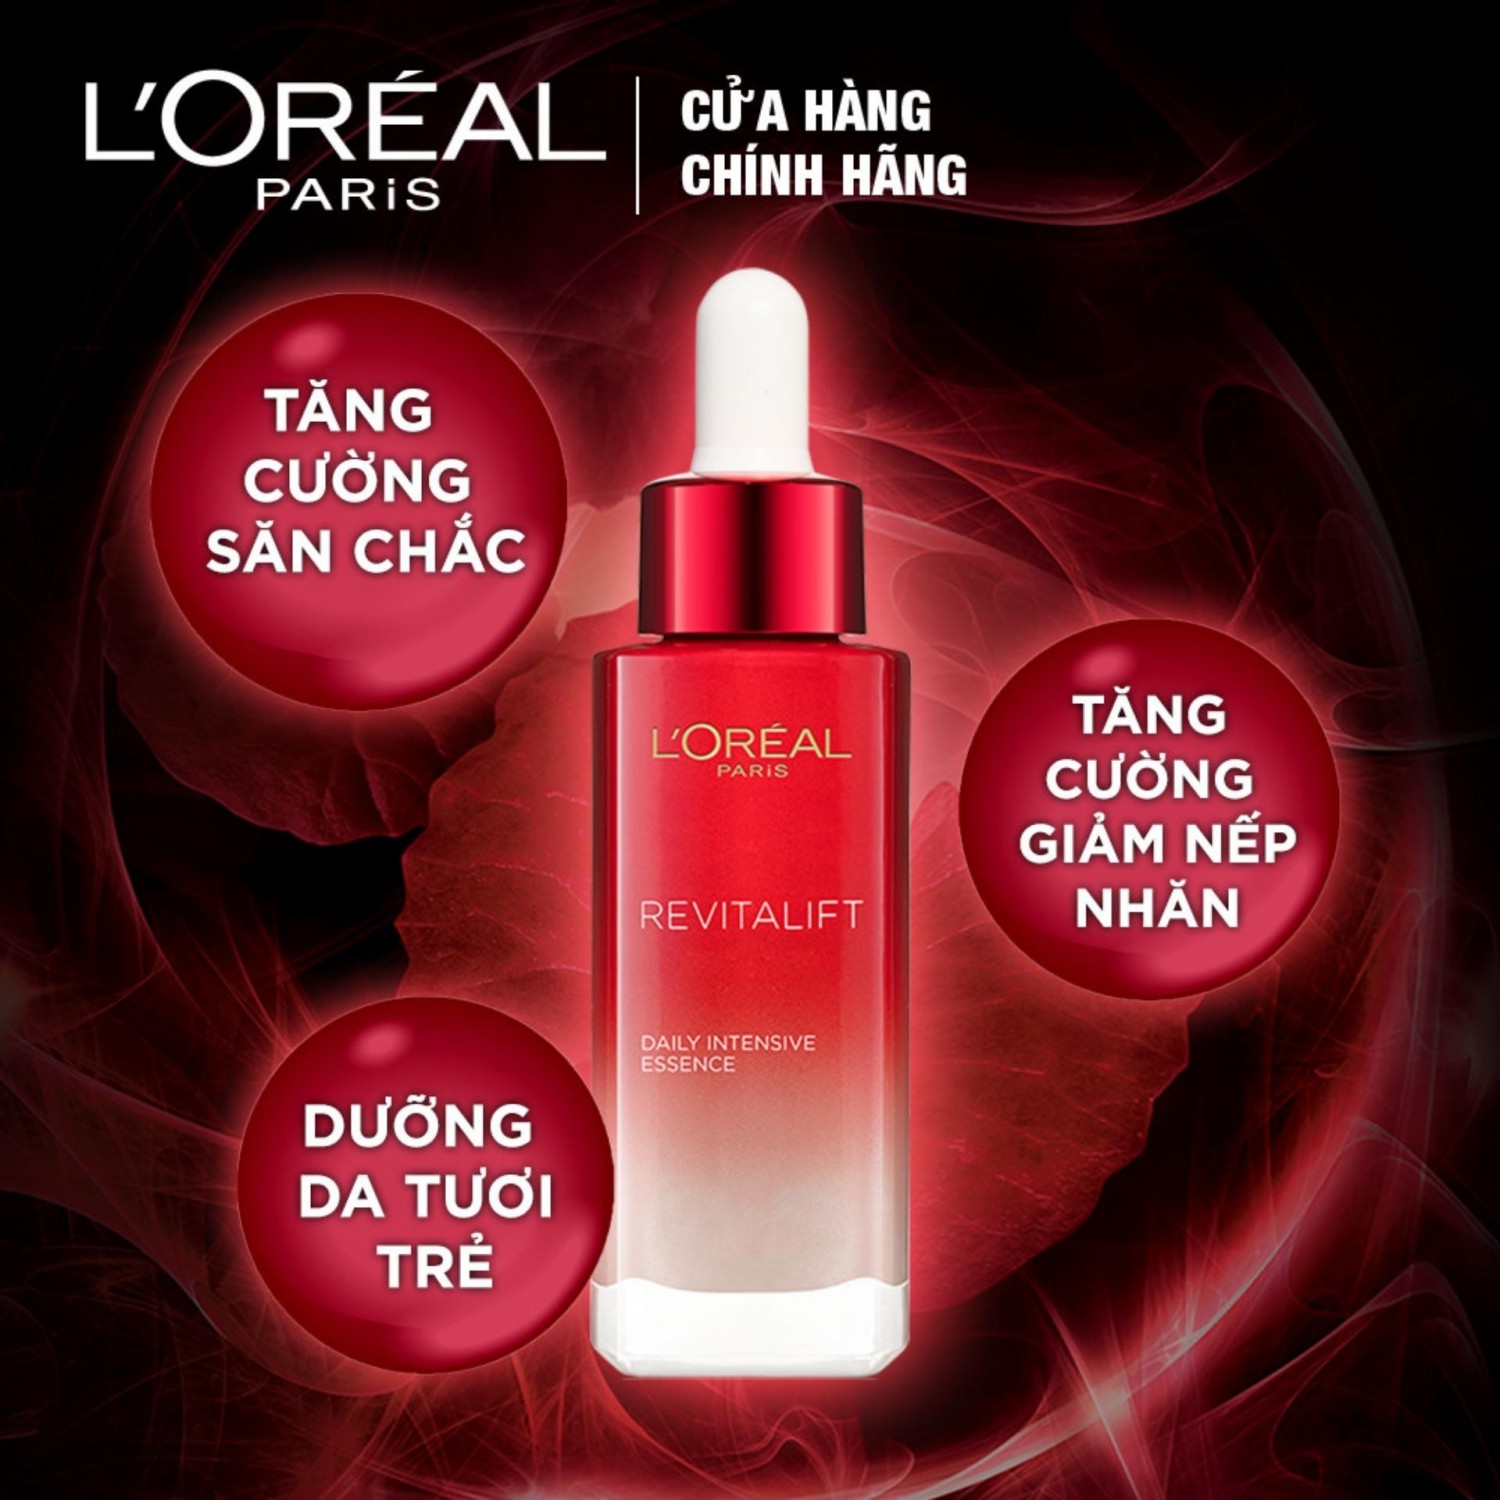 L'ORÉAL
PARiS
CỬA HÀNG
CHÍNH HÃNG
TĂNG
CƯỜNG
SĂN CHẮC
TĂNG
CƯỜNG
GIẢM NẾP
NHĂN
DƯỠNG
DA TƯƠI
TRẺ
L'ORÉAL
PARiS
REVITALIFT
DAILY INTENSIVE
ESSENCE